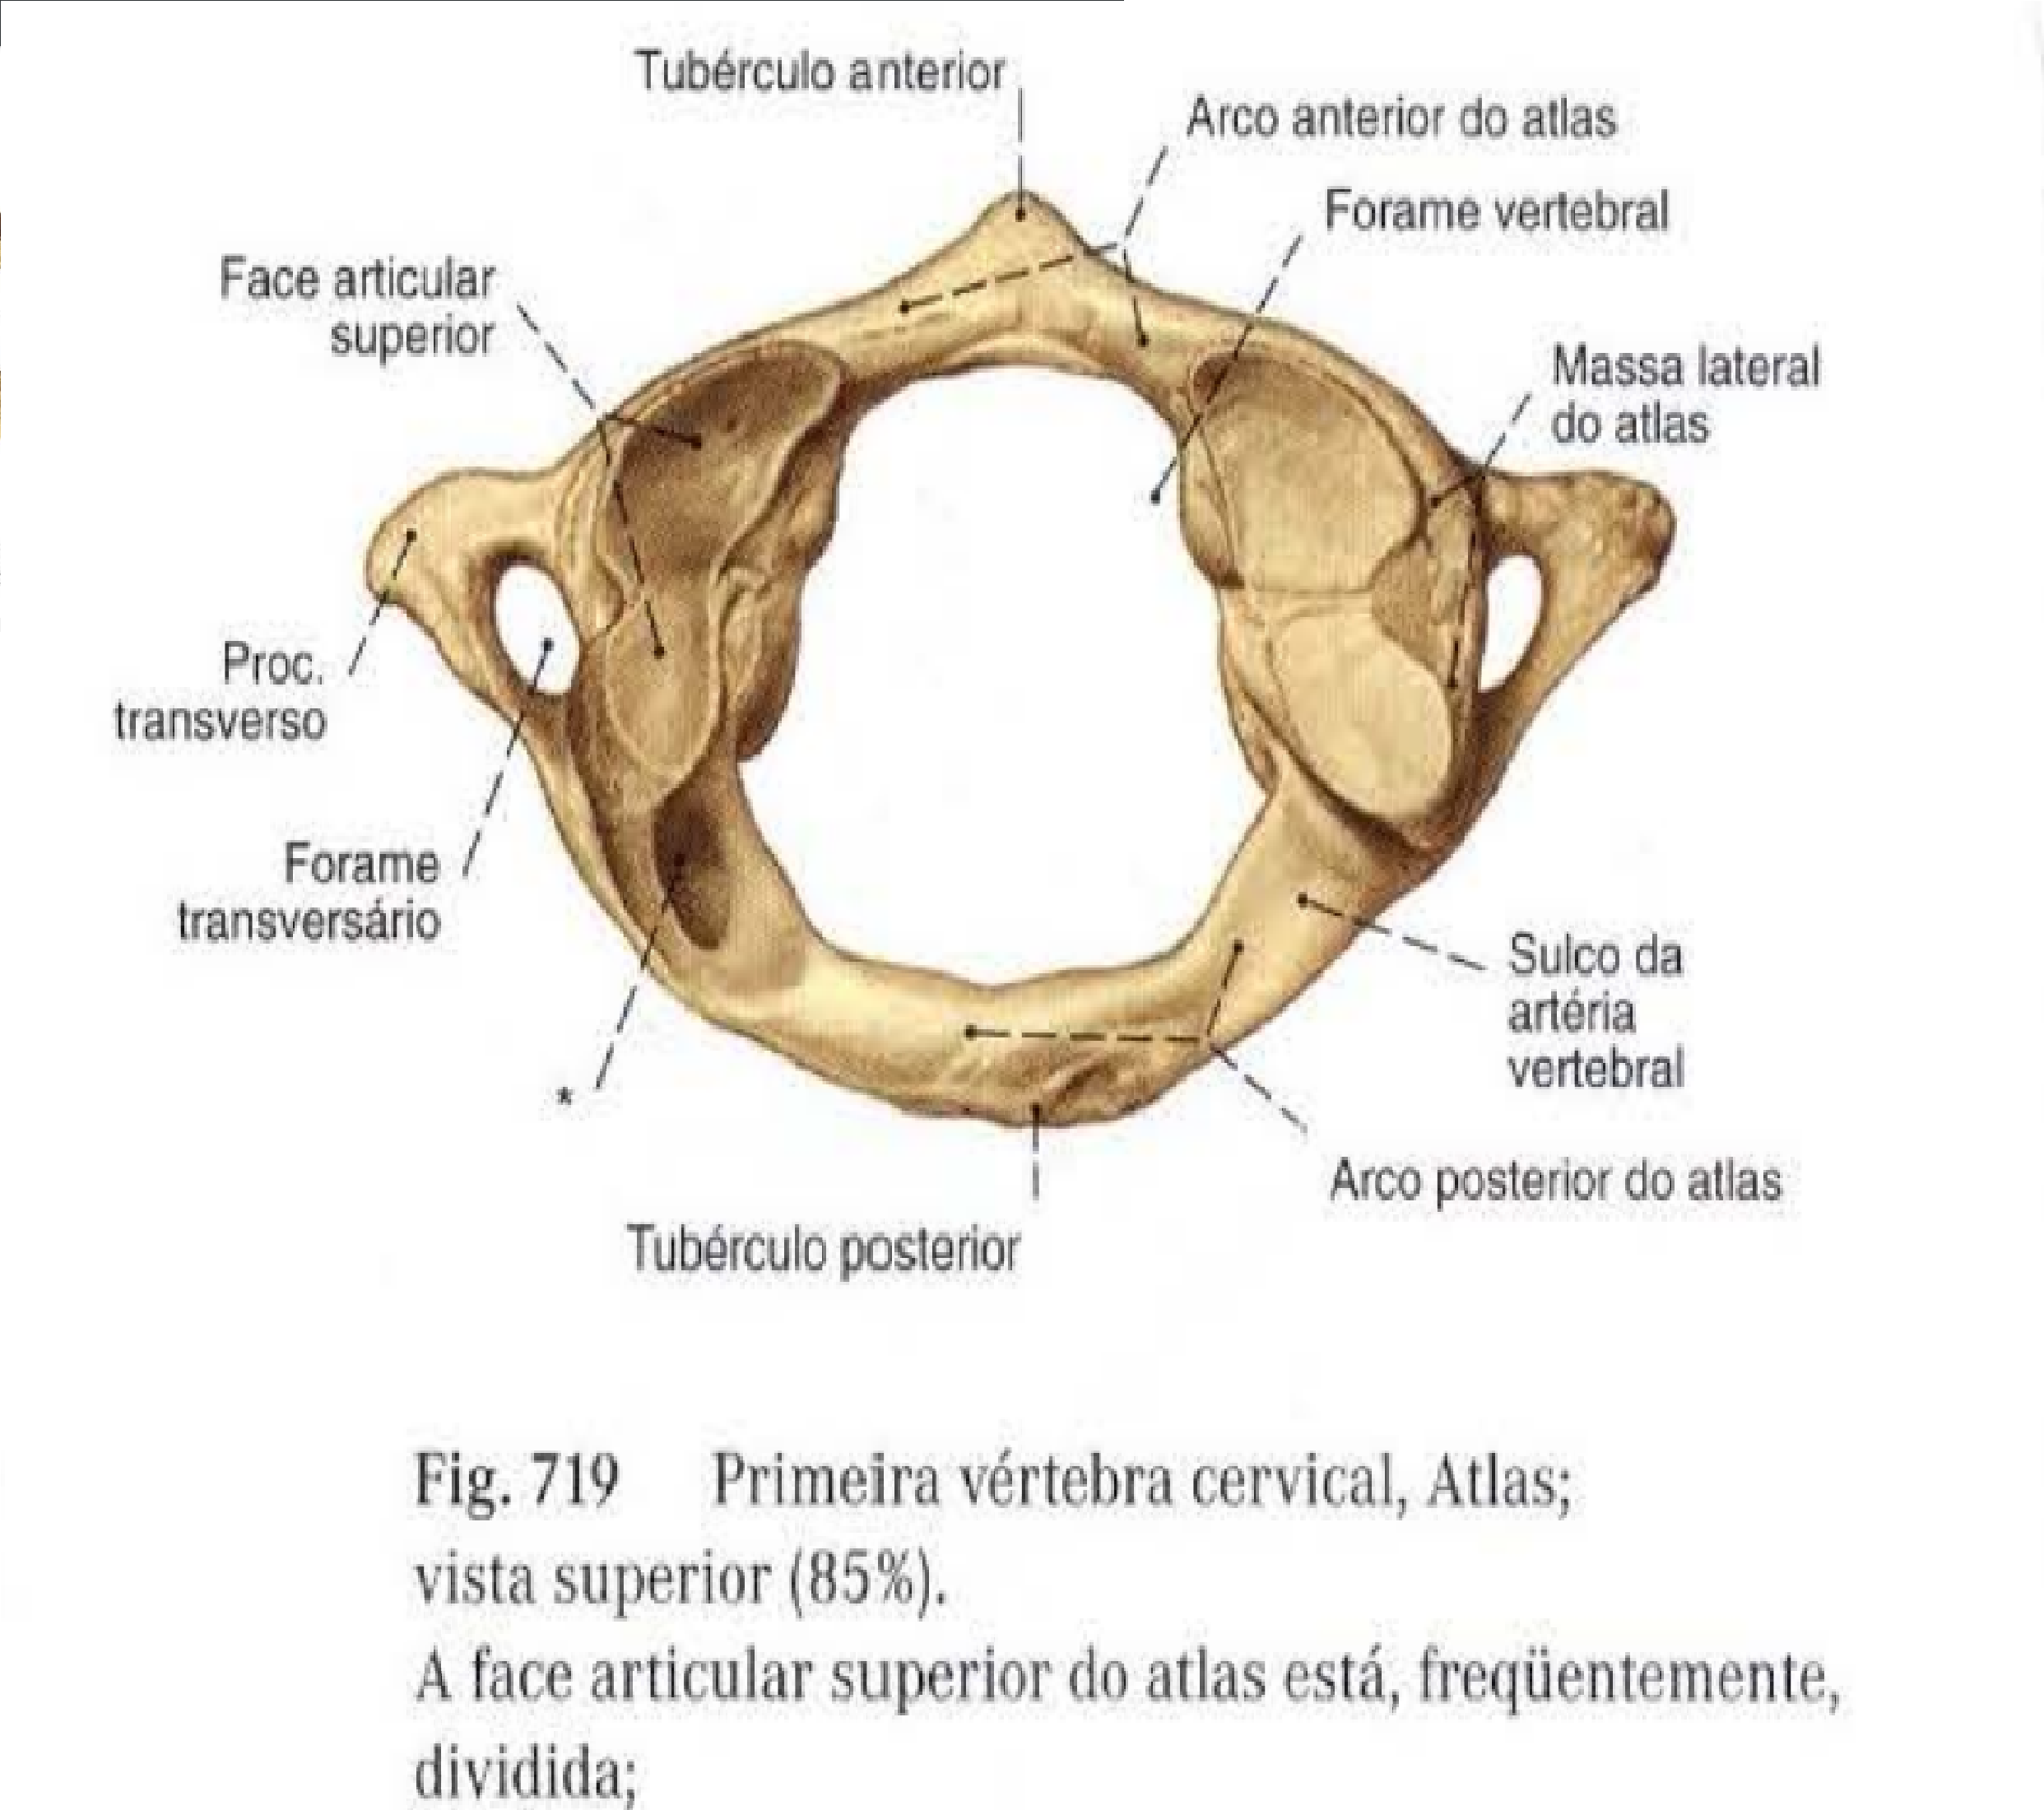 Tubérculo anterior
Arco anterior do atlas
Forame vertebral
Face articular
superior
Massa lateral
do atlas
Proc.
transverso
Forame
transversário
Sulco da
artéria
vertebral
*
Arco posterior do atlas
Tubérculo posterior
Fig. 719 Primeira vértebra cervical, Atlas;
vista superior (85%).
A face articular superior do atlas está, freqüentemente,
dividida;